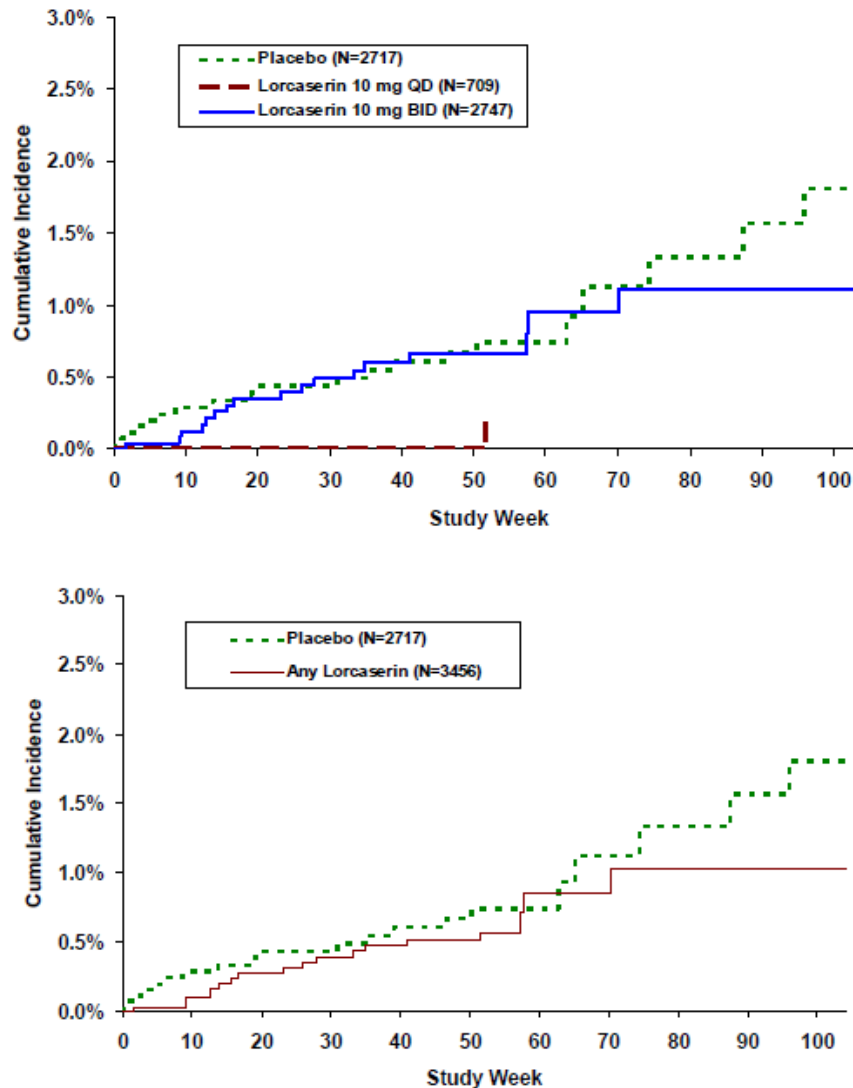 3.0%
Placebo (N=2717)
Lorcaserin 10 mg QD (N=709)
2.5%
Lorcaserin 10 mg BID (N=2747)
2.0%
1.5%
1.0%
0.5%
0.0%
Cumulative Incidence
0 10 20 30 40 50 60 70 80 90 100
Study Week
3.0%
Placebo (N=2717)
2.5%
Any Lorcaserin (N=3456)
2.0%
1.5%
1.0%
0.5%
0.0%
Cumulative Incidence
0 10 20 30 40 50 60 70 80 90 100
Study Week